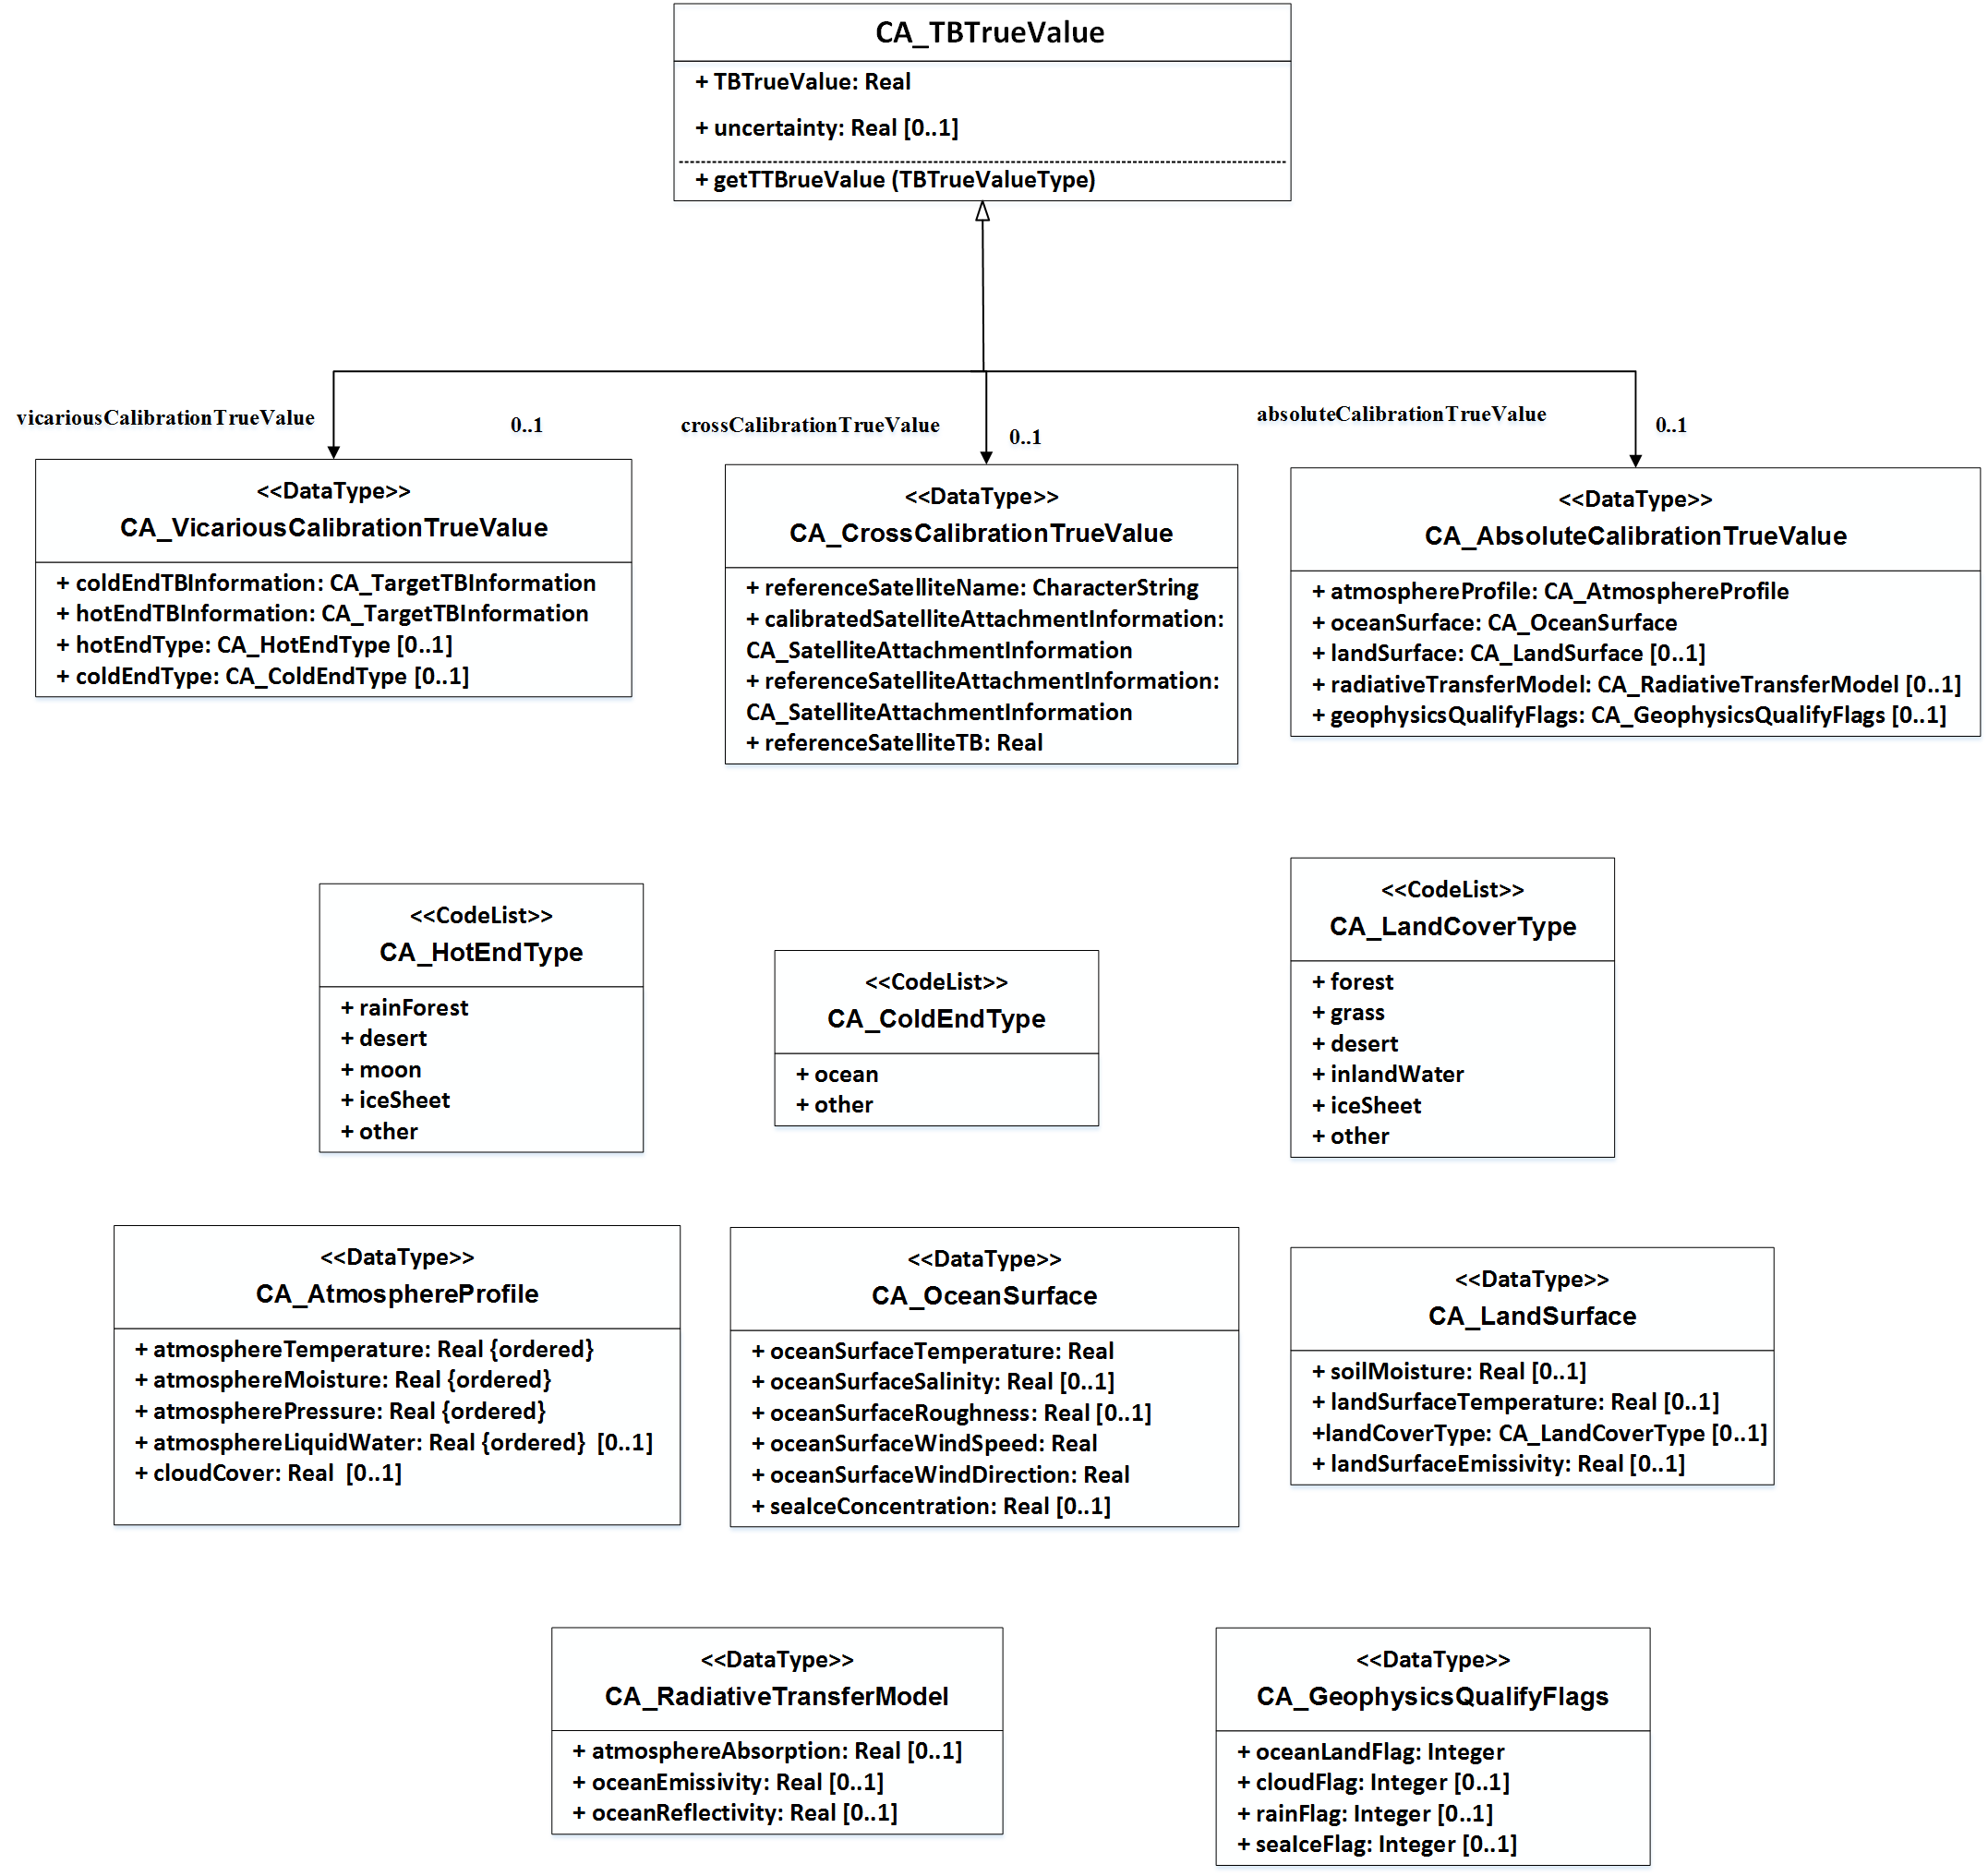 CA_TBTrueValue
+ TBTrueValue: Real
+ uncertainty: Real [0..1]
+ getTTBrueValue (TBTrueValueType)
vicariousCalibrationTrueValue
0..1
crossCalibrationTrueValue
0..1
absoluteCalibrationTrueValue
0..1
<<DataType>>
CA_VicariousCalibrationTrueValue
+ coldEndTBInformation: CA_TargetTBInformation
+ hotEndTBInformation: CA_TargetTBInformation
+ hotEndType: CA_HotEndType [0..1]
+ coldEndType: CA_ColdEndType [0..1]
<<DataType>>
CA_CrossCalibrationTrueValue
+ referenceSatelliteName: CharacterString
+ calibratedSatelliteAttachmentInformation:
CA_SatelliteAttachmentInformation
+ referenceSatelliteAttachmentInformation:
CA_SatelliteAttachmentInformation
+ referenceSatelliteTB: Real
<<DataType>>
CA_AbsoluteCalibrationTrueValue
+ atmosphereProfile: CA_AtmosphereProfile
+ oceanSurface: CA_OceanSurface
+ landSurface: CA_LandSurface [0..1]
+ radiativeTransferModel: CA_RadiativeTransferModel [0..1]
+ geophysicsQualifyFlags: CA_GeophysicsQualifyFlags [0..1]
<<CodeList>>
CA_HotEndType
+ rainForest
+ desert
+ moon
+ iceSheet
+ other
<<CodeList>>
CA_ColdEndType
+ ocean
+ other
<<CodeList>>
CA_LandCoverType
+ forest
+ grass
+ desert
+ inlandWater
+ iceSheet
+ other
<<DataType>>
CA_AtmosphereProfile
+ atmosphereTemperature: Real {ordered}
+ atmosphereMoisture: Real {ordered}
+ atmospherePressure: Real {ordered}
+ atmosphereLiquidWater: Real {ordered} [0..1]
+ cloudCover: Real [0..1]
<<DataType>>
CA_OceanSurface
+ oceanSurfaceTemperature: Real
+ oceanSurfaceSalinity: Real [0..1]
+ oceanSurfaceRoughness: Real [0..1]
+ oceanSurfaceWindSpeed: Real
+ oceanSurfaceWindDirection: Real
+ seaIceConcentration: Real [0..1]
<<DataType>>
CA_LandSurface
+ soilMoisture: Real [0..1]
+ landSurfaceTemperature: Real [0..1]
+landCoverType: CA_LandCoverType [0..1]
+ landSurfaceEmissivity: Real [0..1]
<<DataType>>
CA_RadiativeTransferModel
+ atmosphereAbsorption: Real [0..1]
+ oceanEmissivity: Real [0..1]
+ oceanReflectivity: Real [0..1]
<<DataType>>
CA_GeophysicsQualifyFlags
+ oceanLandFlag: Integer
+ cloudFlag: Integer [0..1]
+ rainFlag: Integer [0..1]
+ seaIceFlag: Integer [0..1]